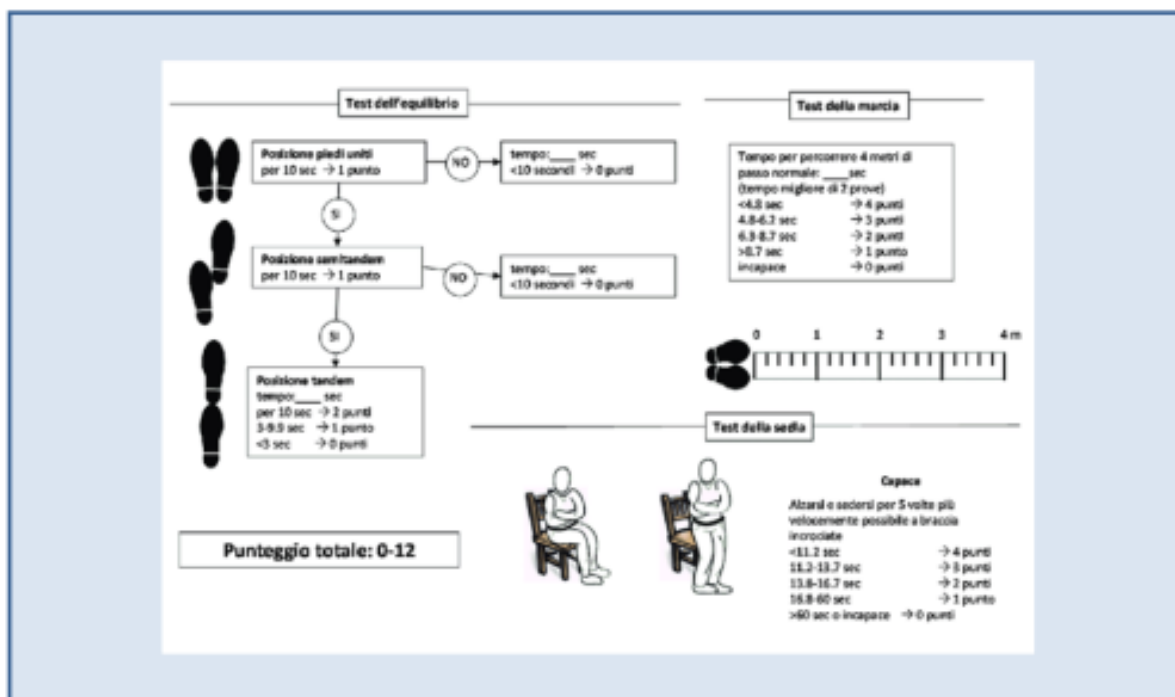 Test dell'equilibrio
Posizione piedi uniti
per 10 sec → 1 punto
NO
tempo:____ sec
<10 secondi → 0 punti
SI
Posizione semitandem
per 10 sec → 1 punto
NO
tempo:____ sec
<10 secondi → 0 punti
SI
Posizione tandem
tempo:____ sec
per 10 sec → 2 punti
3-9.9 sec → 1 punto
<3 sec → 0 punti
Punteggio totale: 0-12
Test della marcia
Tempo per percorrere 4 metri di
passo normale: ____sec
(tempo migliore di 2 prove)
<4.8 sec → 4 punti
4.8-6.2 sec → 3 punti
6.3-8.7 sec → 2 punti
>8.7 sec → 1 punto
incapace → 0 punti
0 1 2 3 4 m
Test della sedia
Capace
Alzarsi e sedersi per 5 volte più
velocemente possibile a braccia
incrociate
<11.2 sec → 4 punti
11.2-13.7 sec → 3 punti
13.8-16.7 sec → 2 punti
16.8-60 sec → 1 punto
>60 sec o incapace → 0 punti